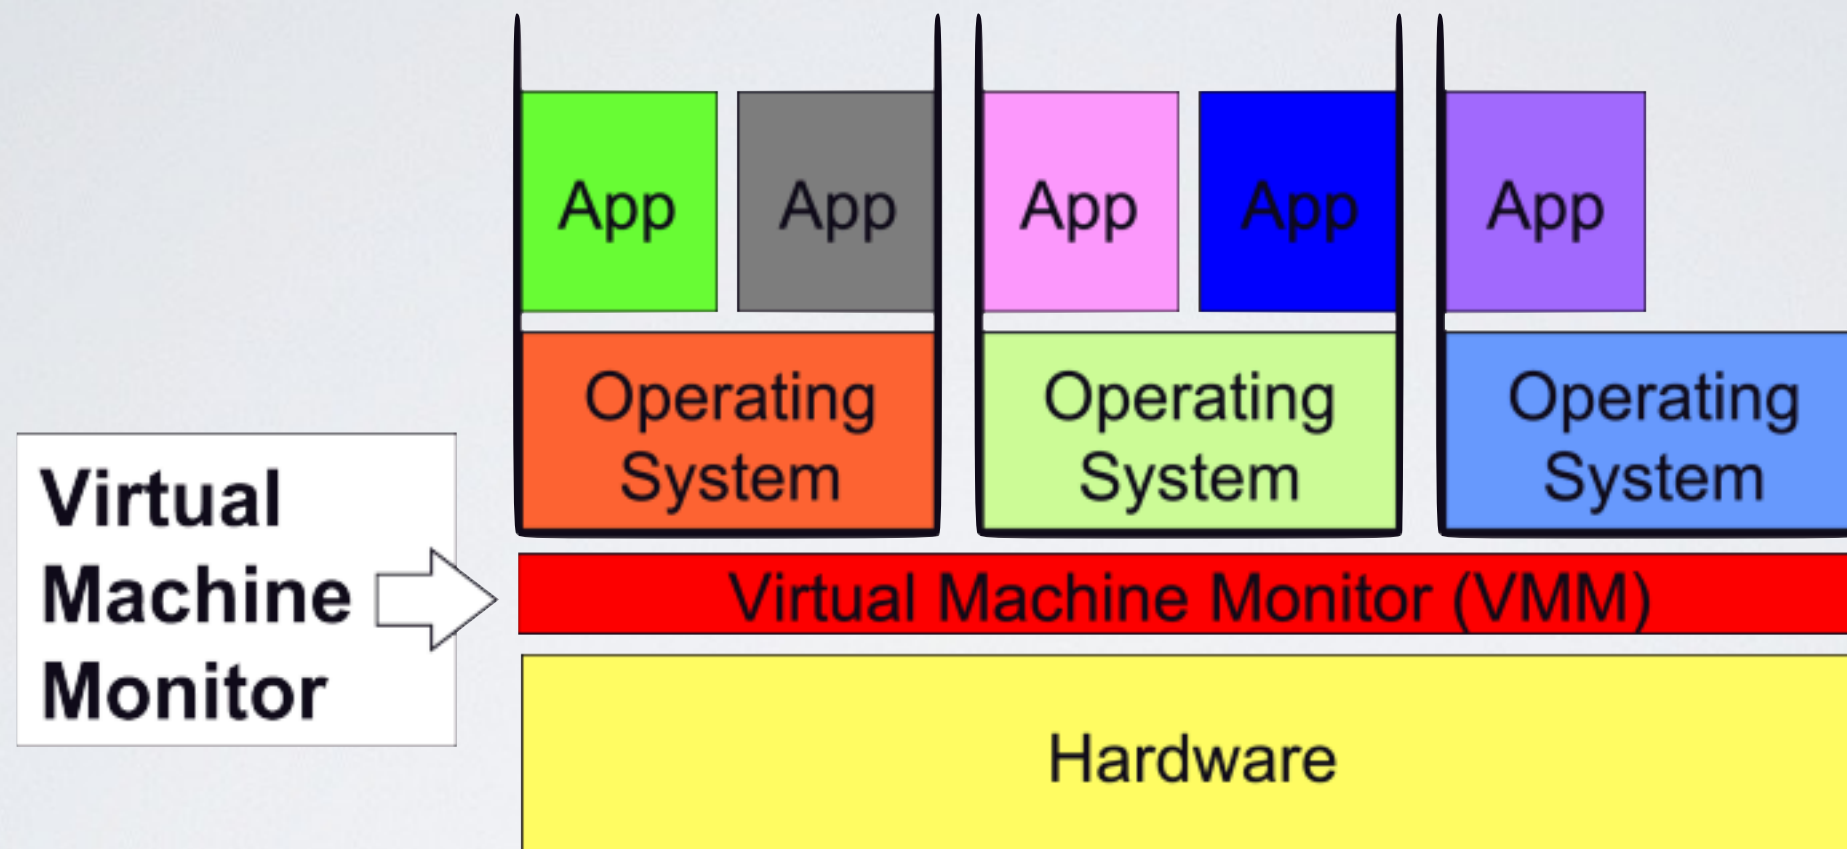 App
App
App
App
App
Operating
System
Operating
System
Operating
System
Virtual
Machine
Monitor
Virtual Machine Monitor (VMM)
Hardware